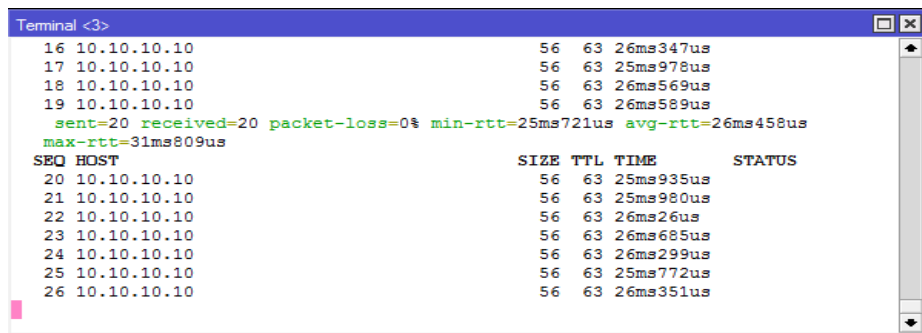 Terminal <3>
16 10.10.10.10 56 63 26ms347us
17 10.10.10.10 56 63 25ms978us
18 10.10.10.10 56 63 26ms569us
19 10.10.10.10 56 63 26ms589us
sent=20 received=20 packet-loss=0% min-rtt=25ms721us avg-rtt=26ms458us
max-rtt=31ms809us
SEQ HOST SIZE TTL TIME STATUS
20 10.10.10.10 56 63 25ms935us
21 10.10.10.10 56 63 25ms980us
22 10.10.10.10 56 63 26ms26us
23 10.10.10.10 56 63 26ms685us
24 10.10.10.10 56 63 26ms299us
25 10.10.10.10 56 63 25ms772us
26 10.10.10.10 56 63 26ms351us